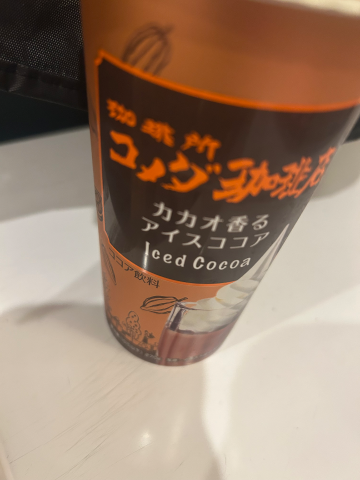 珈琲所
コメダ珈琲店
カカオ香る
アイスココア
Iced Cocoa
ココア飲料